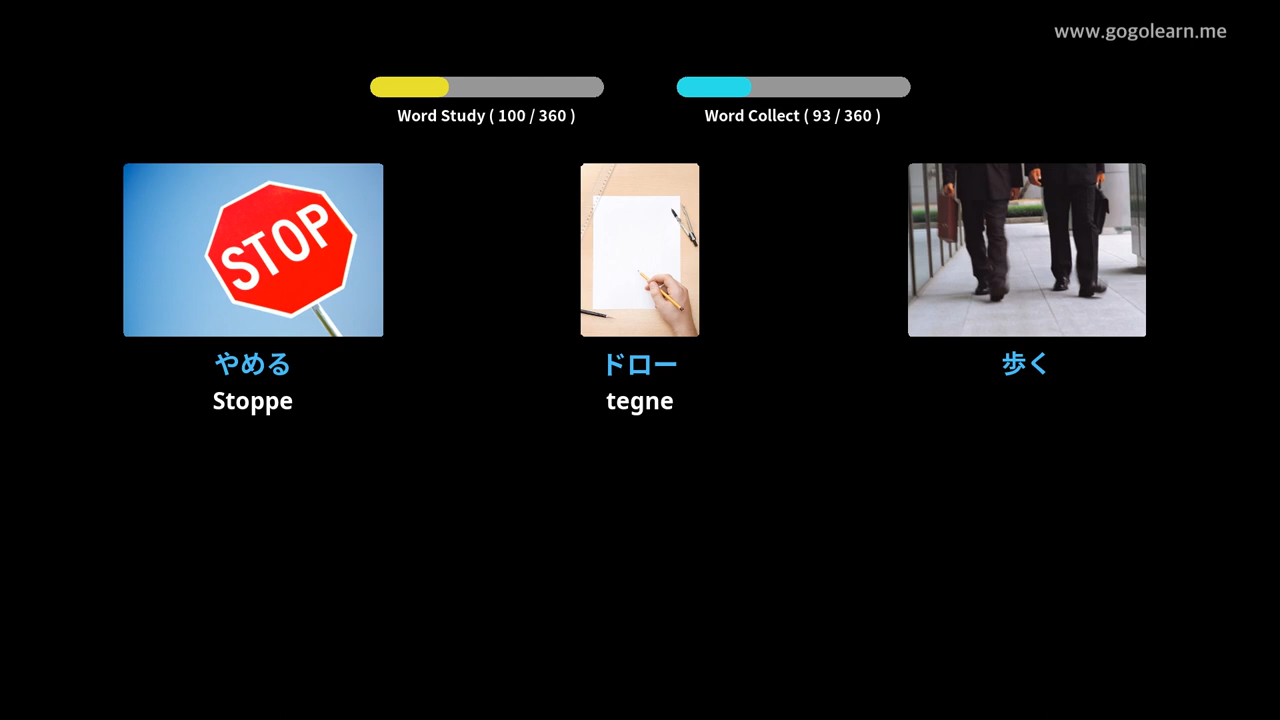 www.gogolearn.me
Word Study ( 100 / 360 )
Word Collect ( 93 / 360 )
STOP
やめる
ドロー
歩く
Stoppe
tegne